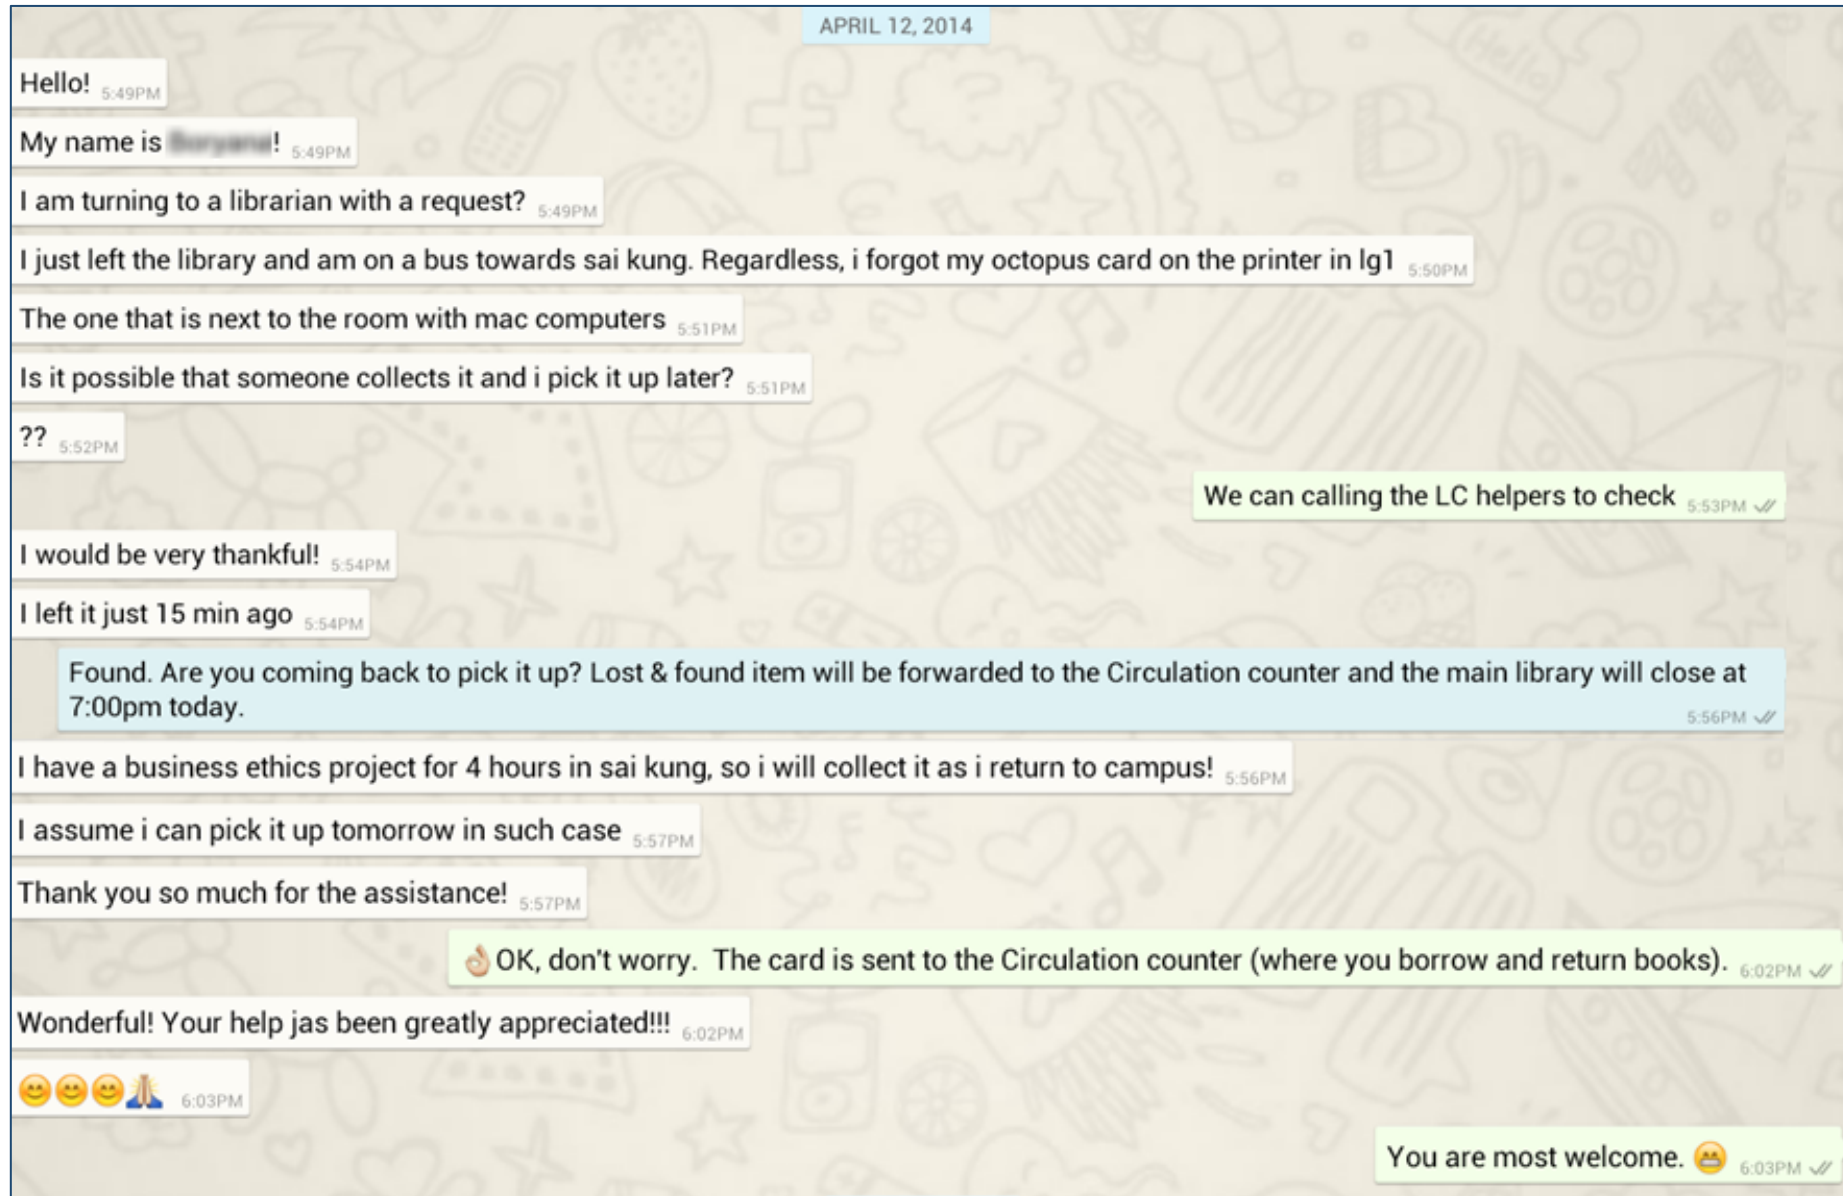 APRIL 12, 2014
Hello! 5:49PM
My name is ! 5:49PM
I am turning to a librarian with a request? 5:49PM
I just left the library and am on a bus towards sai kung. Regardless, i forgot my octopus card on the printer in lg1 5:50PM
The one that is next to the room with mac computers 5:51PM
Is it possible that someone collects it and i pick it up later? 5:51PM
?? 5:52PM
We can calling the LC helpers to check 5:53PM
I would be very thankful! 5:54PM
I left it just 15 min ago 5:54PM
Found. Are you coming back to pick it up? Lost & found item will be forwarded to the Circulation counter and the main library will close at
7:00pm today. 5:56PM
I have a business ethics project for 4 hours in sai kung, so i will collect it as i return to campus! 5:56PM
I assume i can pick it up tomorrow in such case 5:57PM
Thank you so much for the assistance! 5:57PM
👌OK, don't worry. The card is sent to the Circulation counter (where you borrow and return books). 6:02PM
Wonderful! Your help jas been greatly appreciated!!! 6:02PM
😊😊😊🙏 6:03PM
You are most welcome. 😁 6:03PM